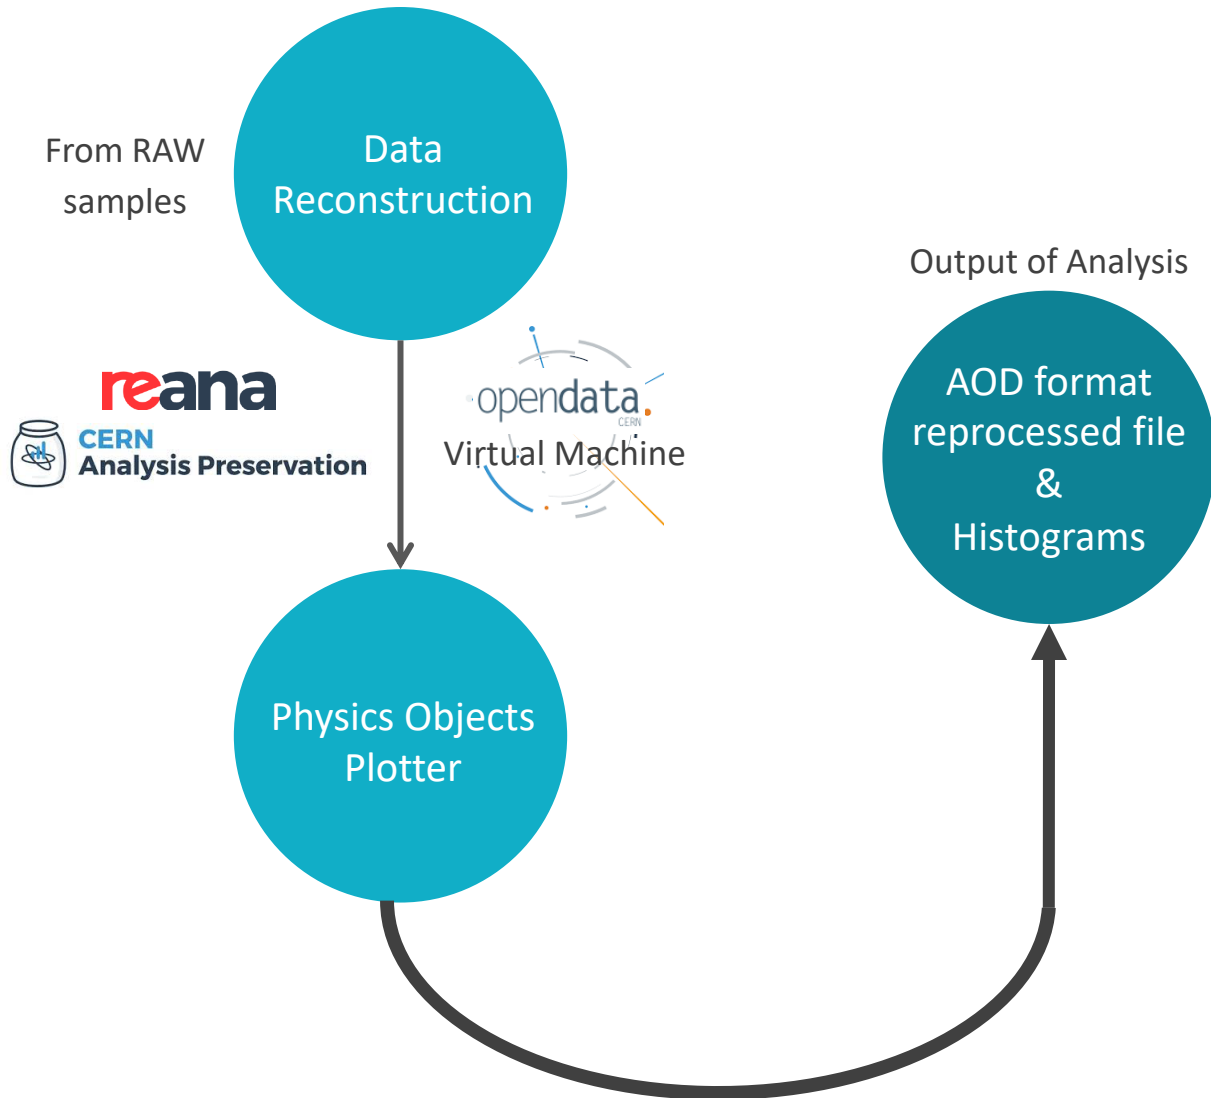 From RAW
samples
Data
Reconstruction
reana
CERN
Analysis Preservation
opendata
CERN
Virtual Machine
Physics Objects
Plotter
Output of Analysis
AOD format
reprocessed file
&
Histograms